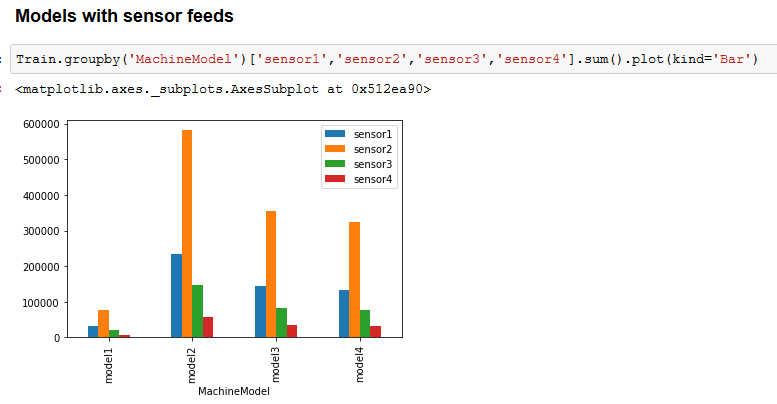 Models with sensor feeds
Train.groupby('MachineModel')['sensor1','sensor2','sensor3','sensor4'].sum().plot(kind='Bar')
<matplotlib.axes._subplots.AxesSubplot at 0x512ea90>
600000
500000
400000
300000
200000
100000
0
sensor1
sensor2
sensor3
sensor4
model1
model2
model3
model4
MachineModel